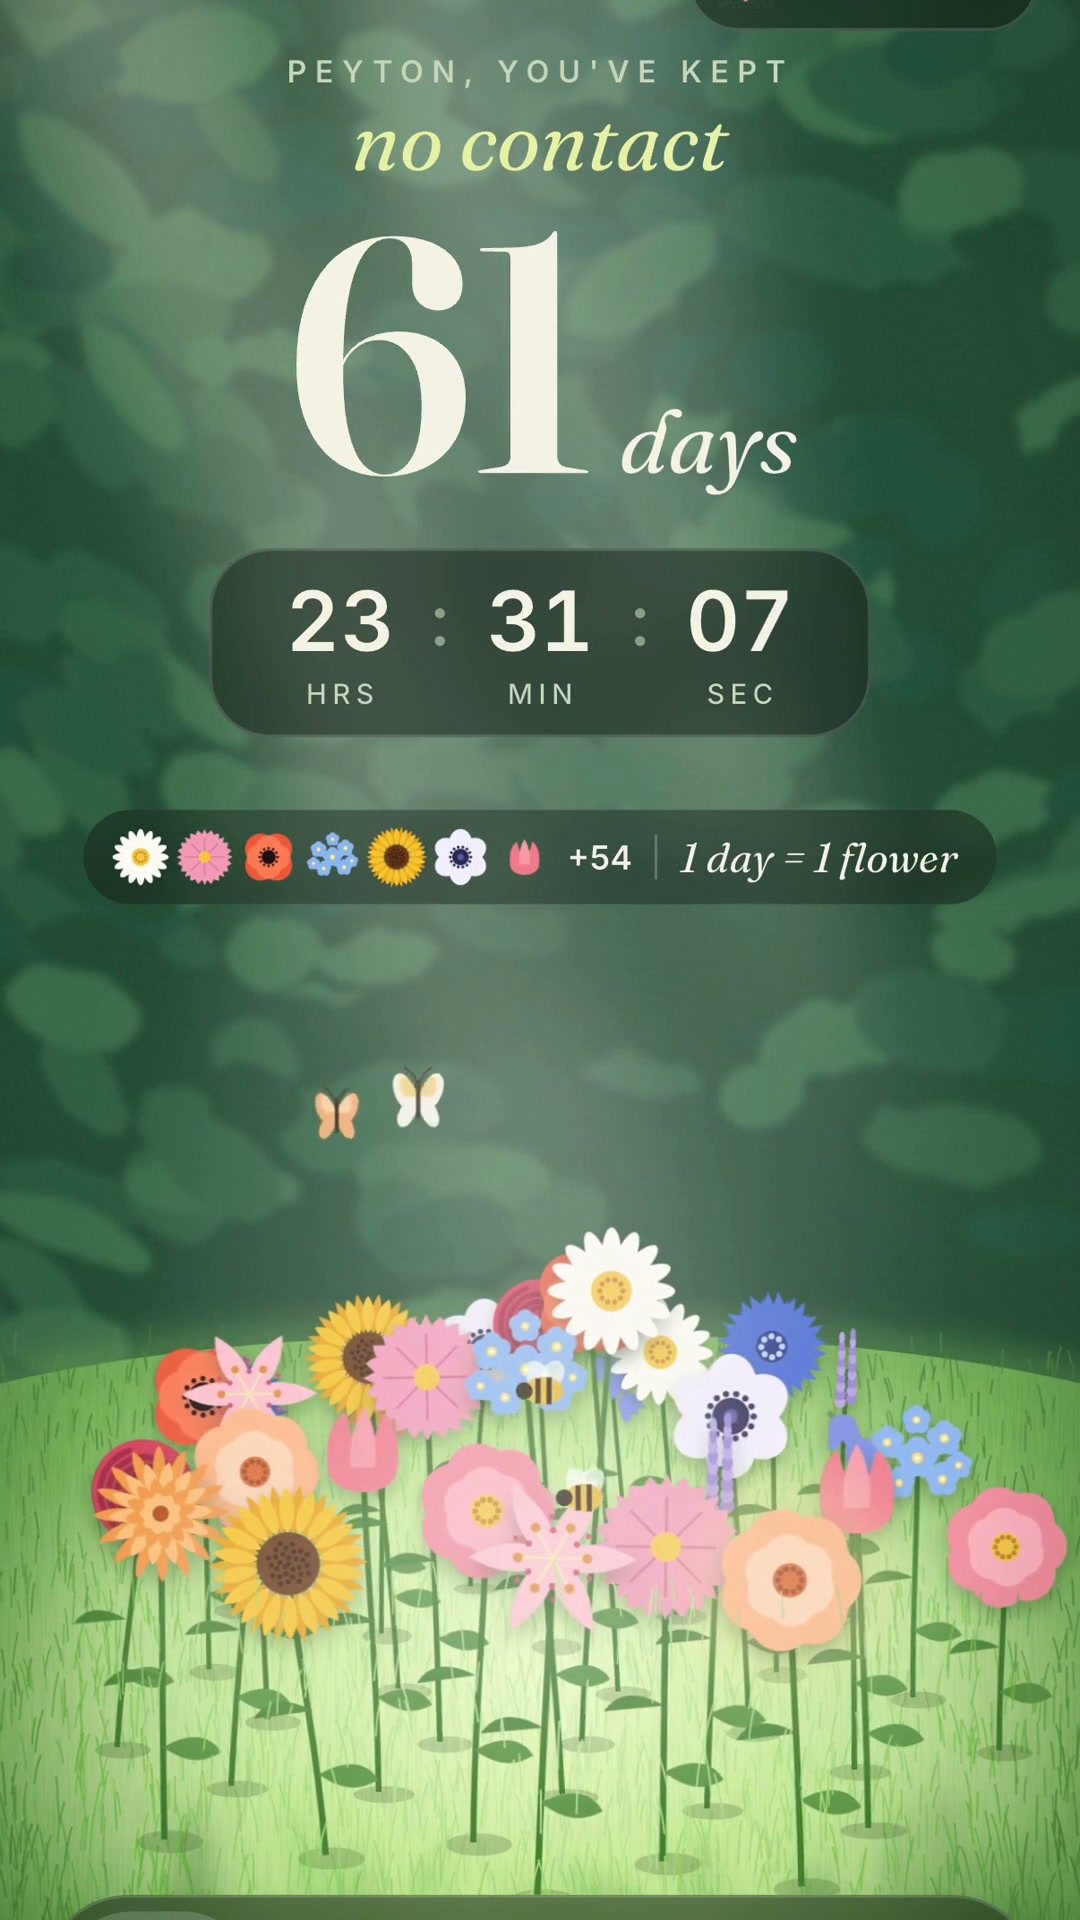 PEYTON, YOU'VE KEPT
no contact
61 days
23 : 31 : 07
HRS MIN SEC
+54 1 day = 1 flower